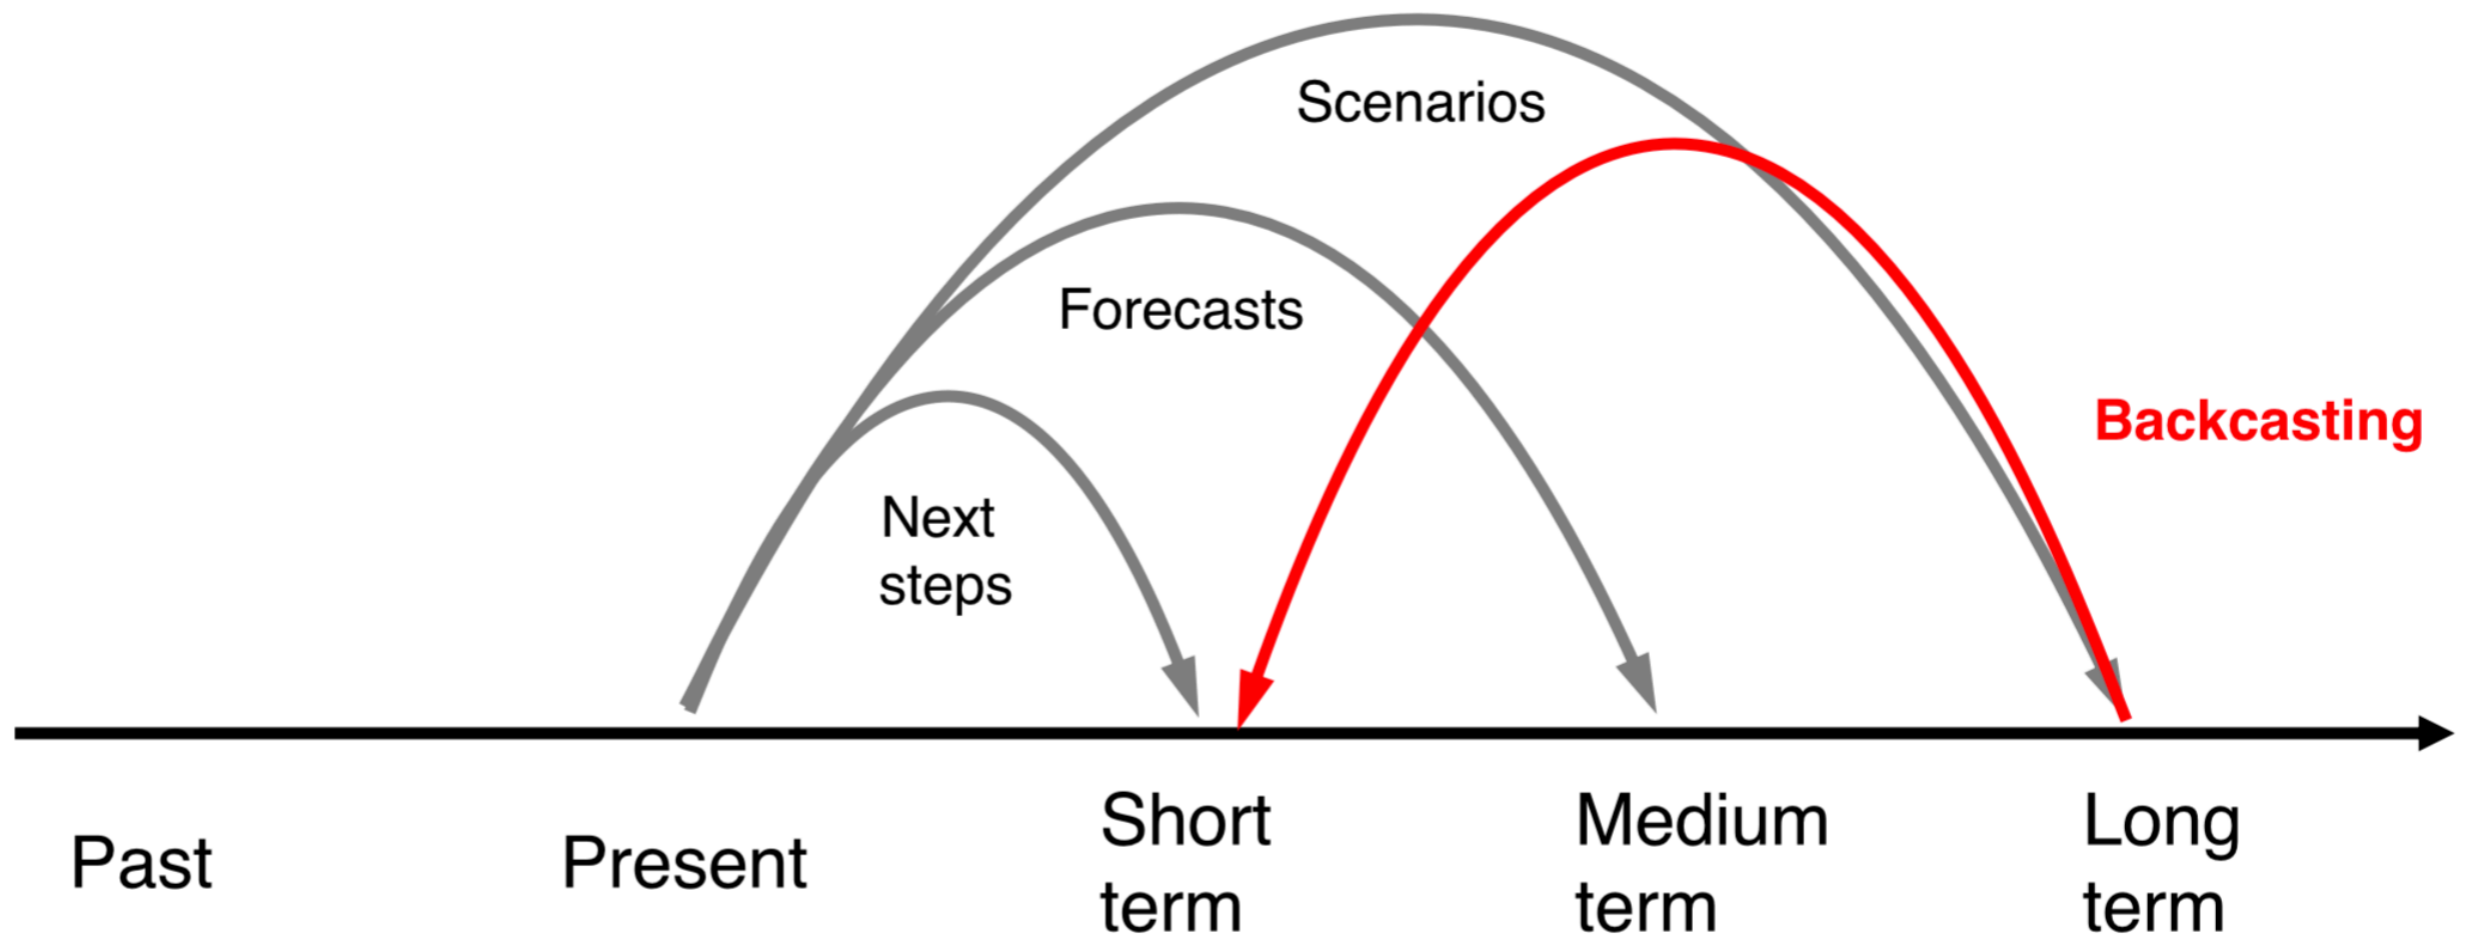 Scenarios
Forecasts
Backcasting
Next
steps
Past
Present
Short
term
Medium
term
Long
term